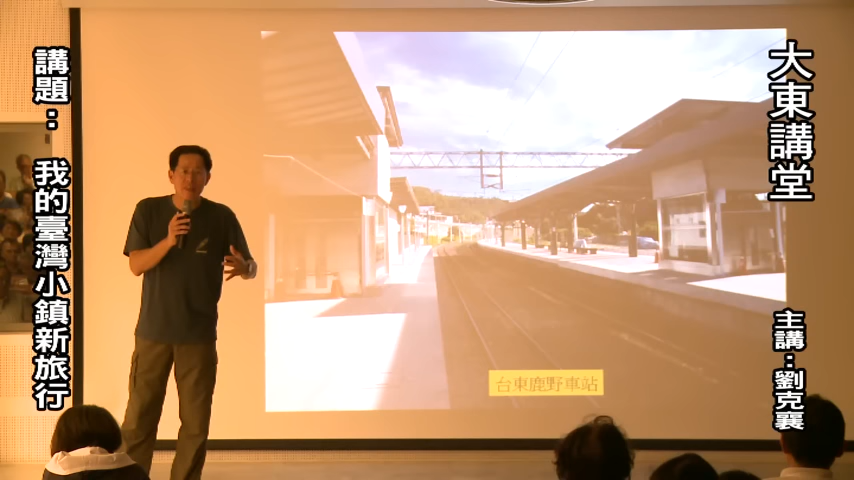 講題：我的臺灣小鎮新旅行
大東講堂
主講：劉克襄
台東鹿野車站